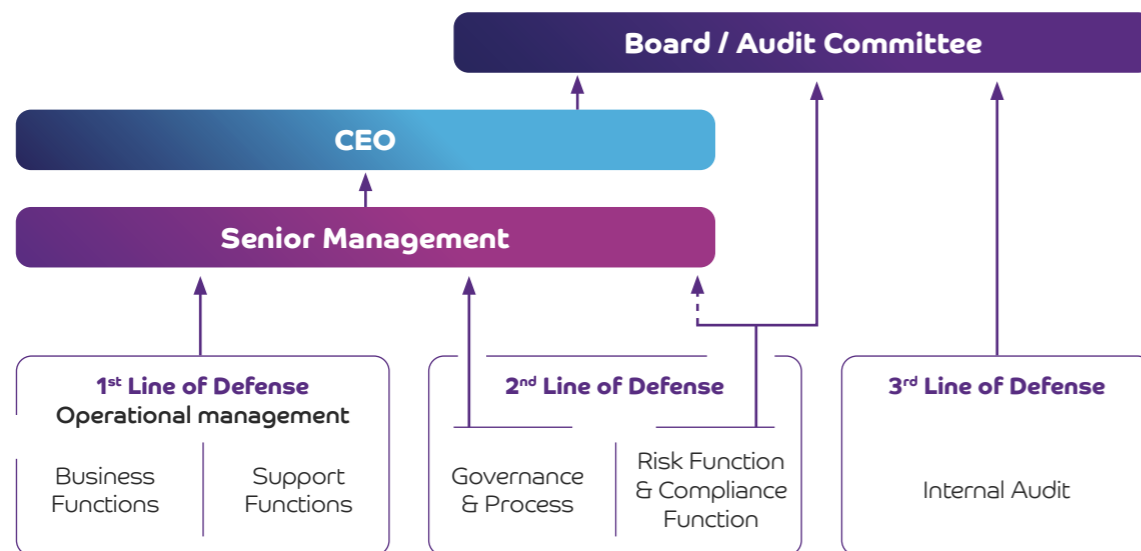 Board / Audit Committee
CEO
Senior Management
1st Line of Defense
Operational management
Business
Functions
Support
Functions
2nd Line of Defense
Governance
& Process
Risk Function
& Compliance
Function
3rd Line of Defense
Internal Audit